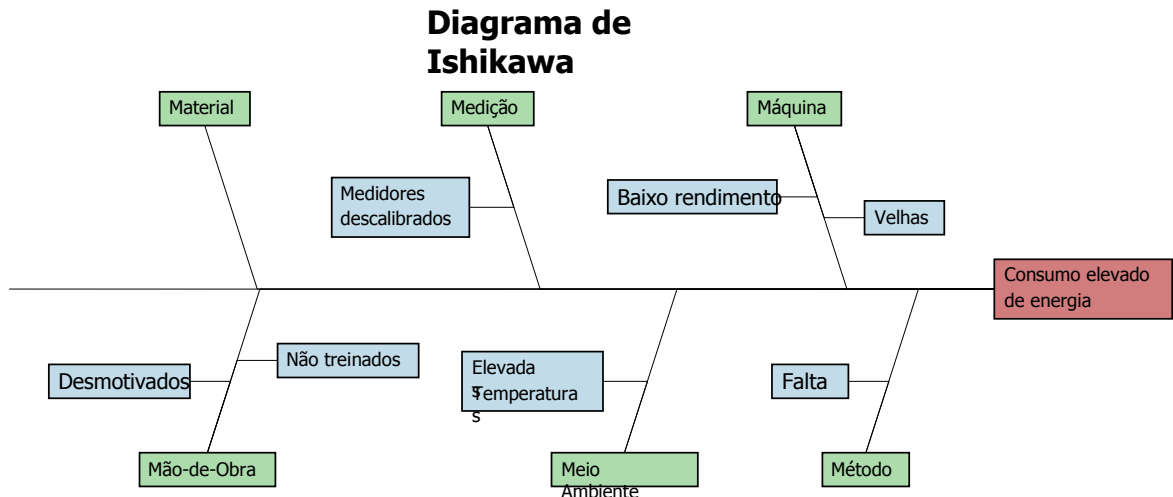 Diagrama de
Ishikawa
Material
Medição
Máquina
Medidores
descalibrados
Baixo rendimento
Velhas
Consumo elevado
de energia
Desmotivados
Não treinados
Elevada
s
Temperatura
s
Falta
Mão-de-Obra
Meio
Ambiente
Método